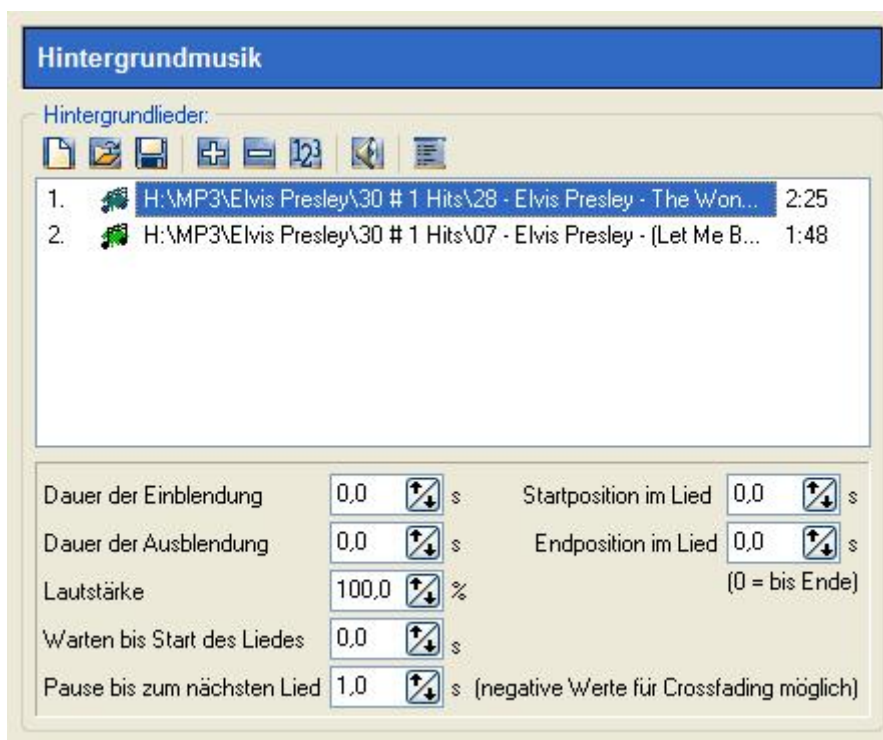 Hintergrundmusik
Hintergrundlieder:
123
1. H:\MP3\Elvis Presley\30 # 1 Hits\28 - Elvis Presley - The Won... 2:25
2. H:\MP3\Elvis Presley\30 # 1 Hits\07 - Elvis Presley - (Let Me B... 1:48
Dauer der Einblendung 0,0 s Startposition im Lied 0,0 s
Dauer der Ausblendung 0,0 s Endposition im Lied 0,0 s
Lautstärke 100,0 % (0 = bis Ende)
Warten bis Start des Liedes 0,0 s
Pause bis zum nächsten Lied 1,0 s (negative Werte für Crossfading möglich)